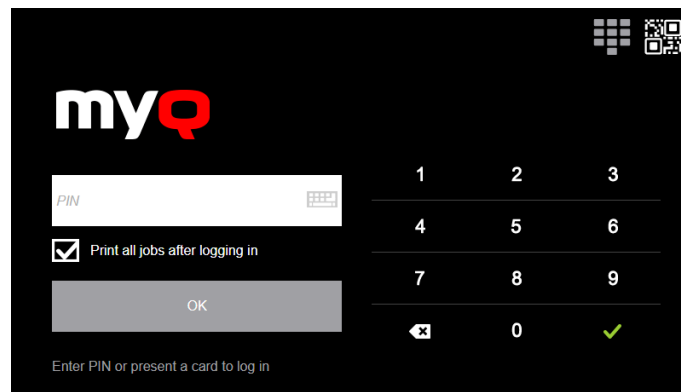 myQ
PIN
Print all jobs after logging in
OK
Enter PIN or present a card to log in
1 2 3
4 5 6
7 8 9
0